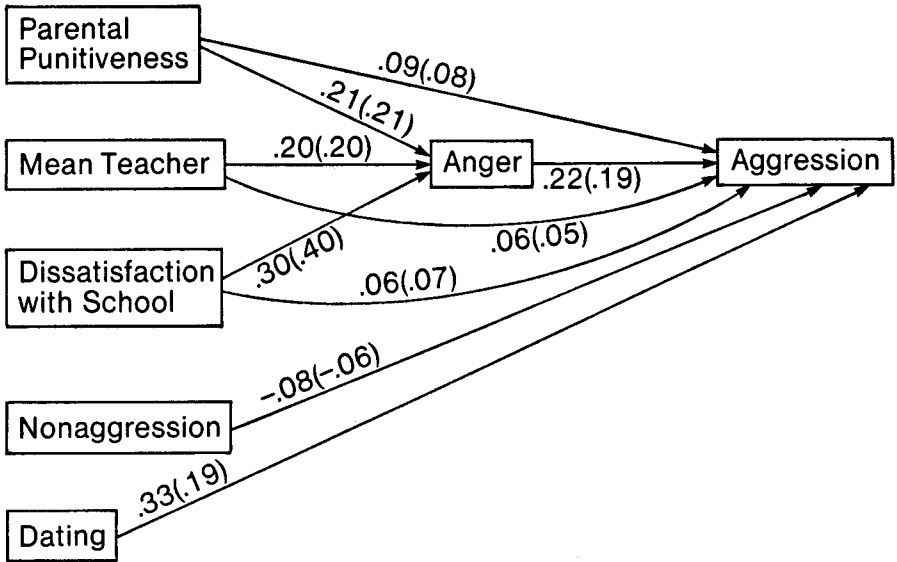 Parental
Punitiveness
.09(.08)
.21(.21)
Mean Teacher
.20(.20)
Anger
.22(.19)
Aggression
.06(.05)
.30(.40)
Dissatisfaction
with School
.06(.07)
-.08(-.06)
Nonaggression
.33(.19)
Dating